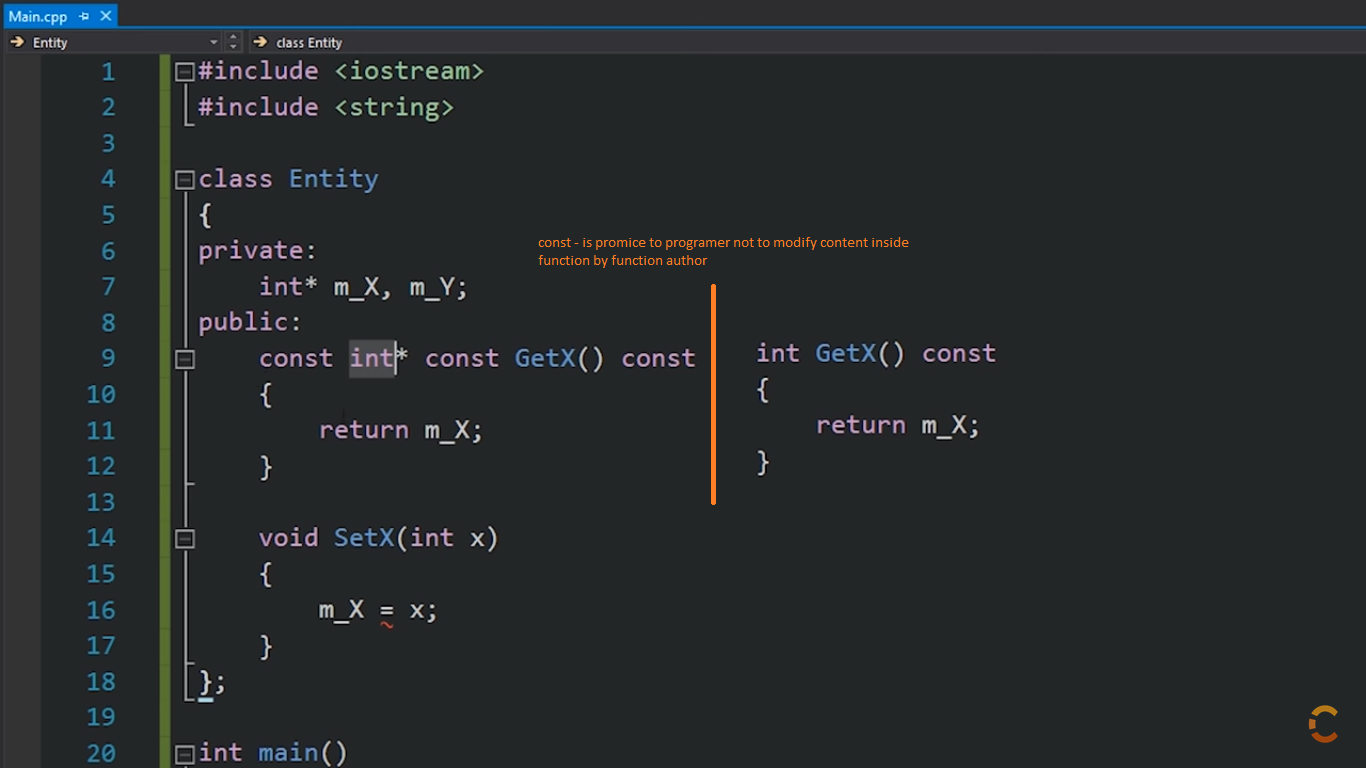 Main.cpp
Entity
class Entity
1 #include <iostream>
2 #include <string>
3
4 class Entity
5 {
6 private:
const - is promice to programer not to modify content inside
function by function author
7 int* m_X, m_Y;
8 public:
9 const int* const GetX() const
10 {
11 return m_X;
12 }
int GetX() const
{
return m_X;
}
13
14 void SetX(int x)
15 {
16 m_X = x;
17 }
18 };
19
20 int main()